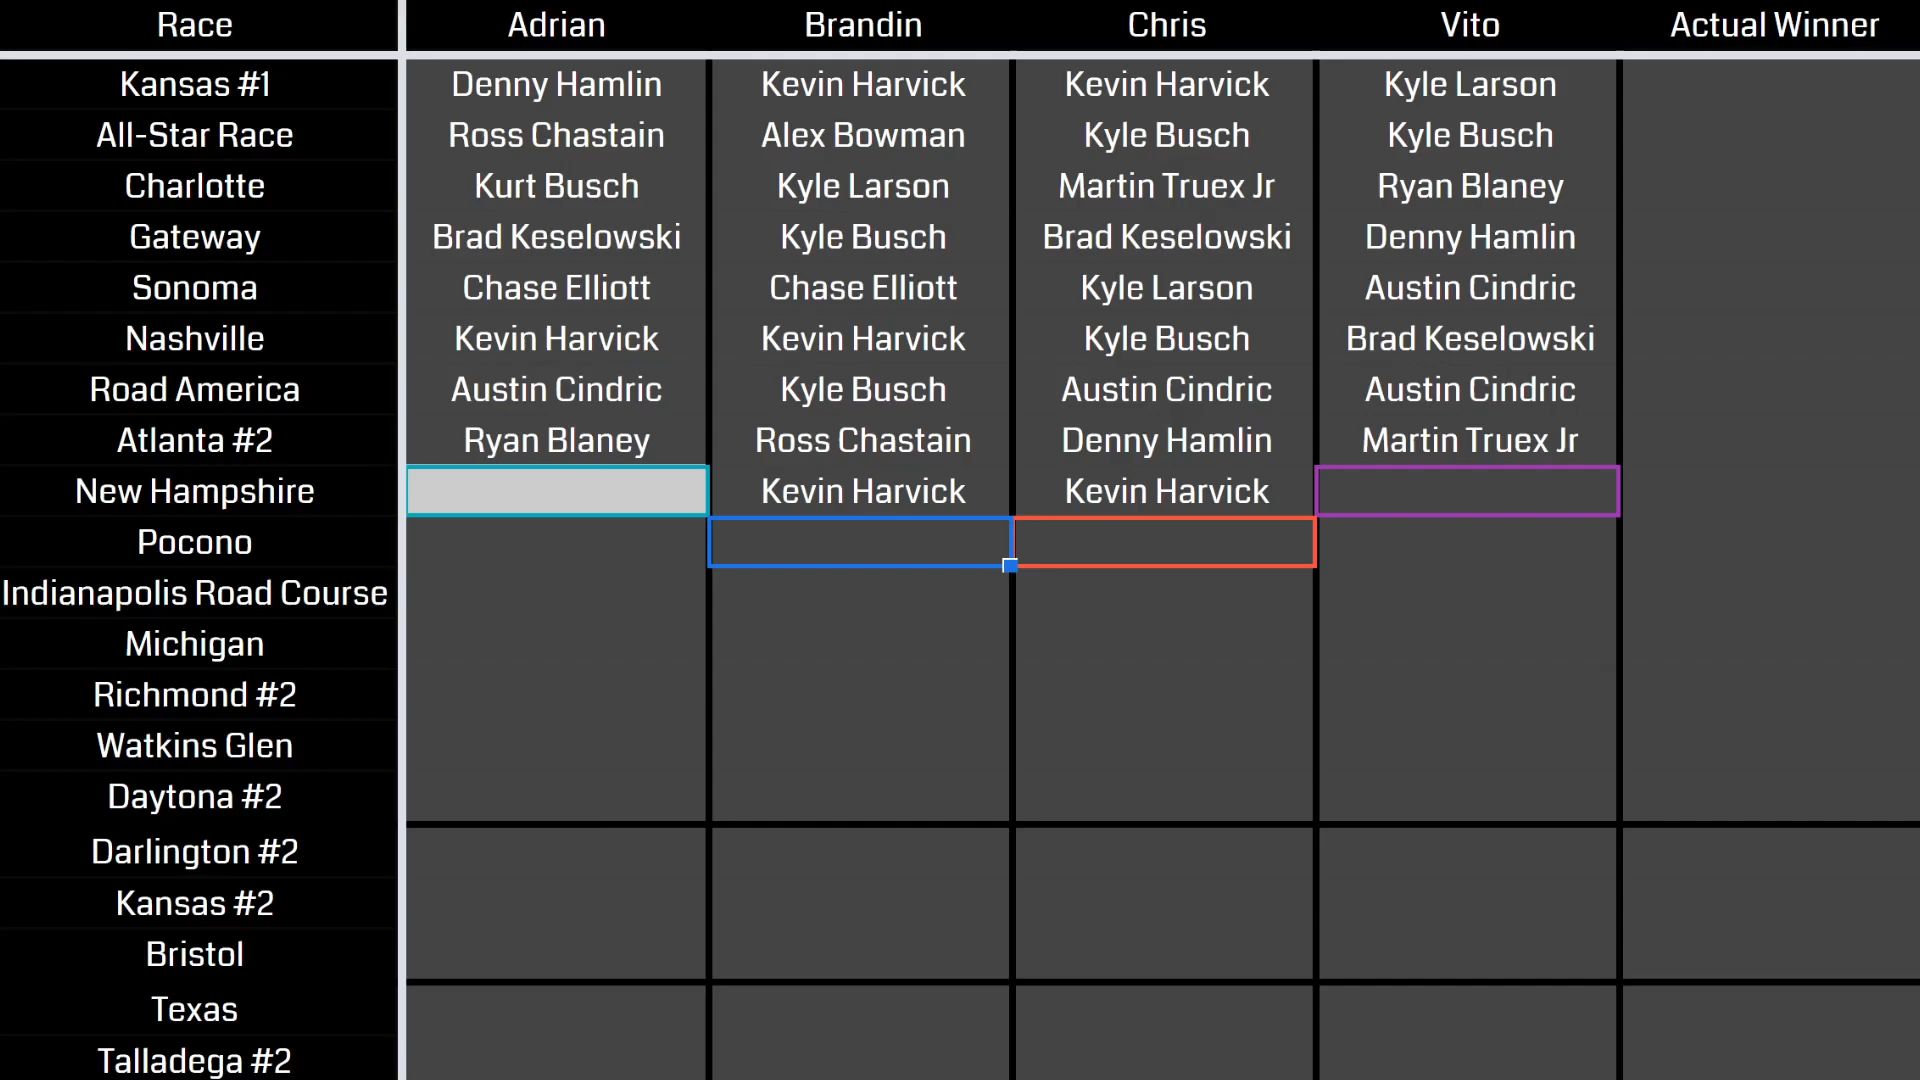 Race Adrian Brandin Chris Vito Actual Winner
Kansas #1 Denny Hamlin Kevin Harvick Kevin Harvick Kyle Larson
All-Star Race Ross Chastain Alex Bowman Kyle Busch Kyle Busch
Charlotte Kurt Busch Kyle Larson Martin Truex Jr Ryan Blaney
Gateway Brad Keselowski Kyle Busch Brad Keselowski Denny Hamlin
Sonoma Chase Elliott Chase Elliott Kyle Larson Austin Cindric
Nashville Kevin Harvick Kevin Harvick Kyle Busch Brad Keselowski
Road America Austin Cindric Kyle Busch Austin Cindric Austin Cindric
Atlanta #2 Ryan Blaney Ross Chastain Denny Hamlin Martin Truex Jr
New Hampshire Kevin Harvick Kevin Harvick
Pocono
Indianapolis Road Course
Michigan
Richmond #2
Watkins Glen
Daytona #2
Darlington #2
Kansas #2
Bristol
Texas
Talladega #2